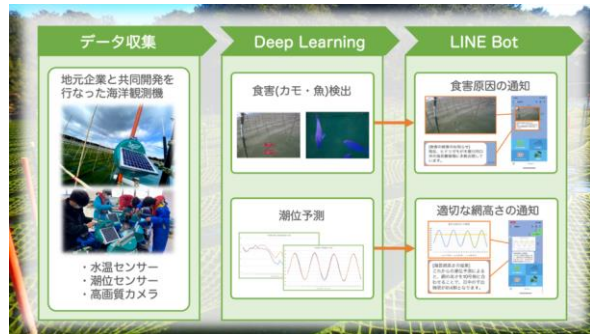 データ収集
地元企業と共同開発を
行なった海洋観測機
・水温センサー
・潮位センサー
・高画質カメラ
Deep Learning
食害(カモ・魚)検出
潮位予測
LINE Bot
食害原因の通知
適切な網高さの通知